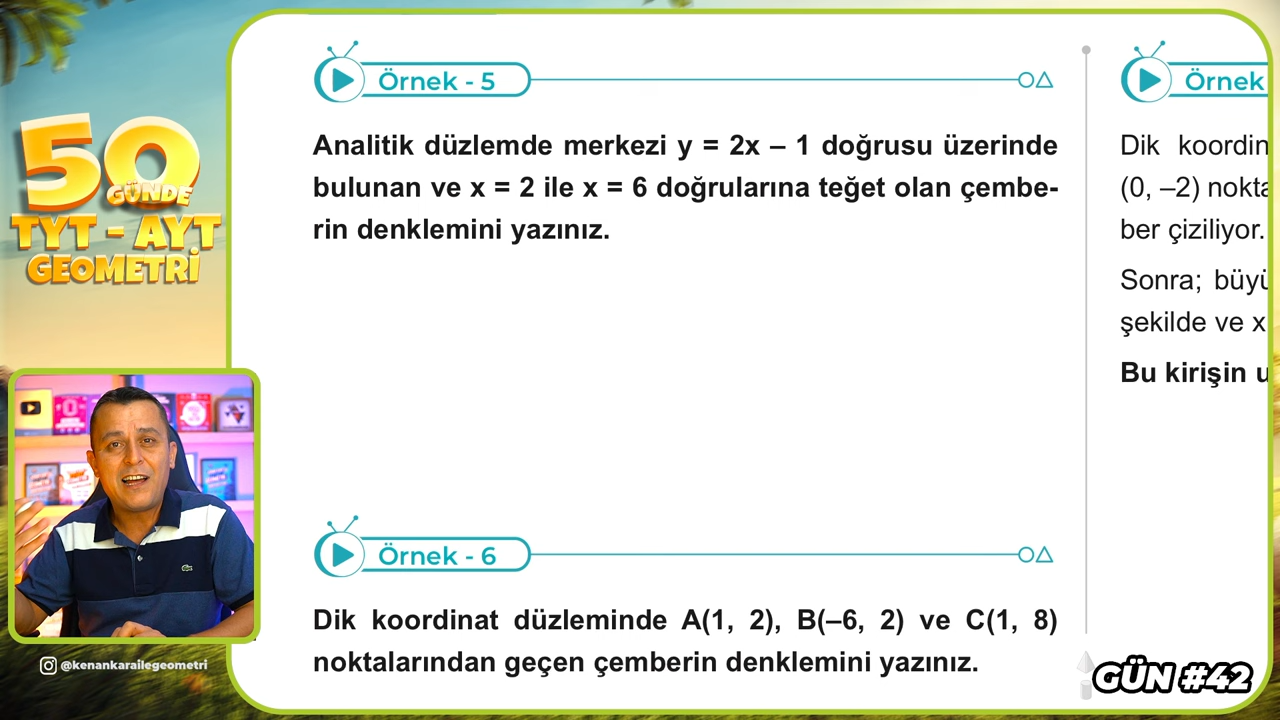 50
GÜNDE
TYT - AYT
GEOMETRİ
Örnek - 5
Analitik düzlemde merkezi y = 2x – 1 doğrusu üzerinde
bulunan ve x = 2 ile x = 6 doğrularına teğet olan çembe-
rin denklemini yazınız.
Örnek - 6
Dik koordinat düzleminde A(1, 2), B(–6, 2) ve C(1, 8)
noktalarından geçen çemberin denklemini yazınız.
Örnek
Dik koordin
(0, –2) nokta
ber çiziliyor.
Sonra; büyü
şekilde ve x
Bu kirişin u
@kenankarailegeometri
GÜN #42